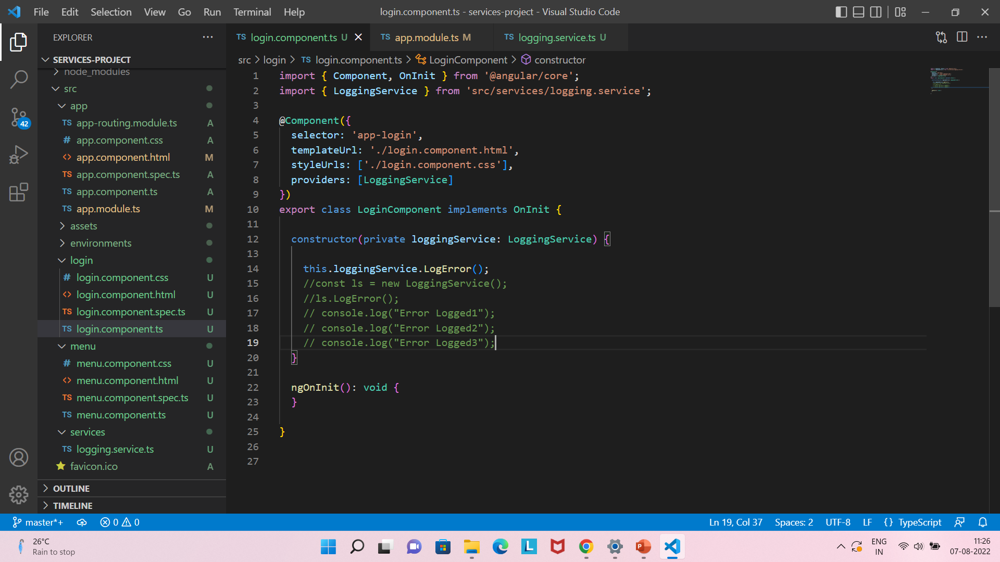 File Edit Selection View Go Run Terminal Help
login.component.ts - services-project - Visual Studio Code
EXPLORER
SERVICES-PROJECT
node_modules
src
app
TS app-routing.module.ts A
# app.component.css A
<> app.component.html M
TS app.component.spec.ts A
TS app.component.ts A
TS app.module.ts M
assets
environments
login
# login.component.css U
<> login.component.html U
TS login.component.spec.ts U
TS login.component.ts U
menu
# menu.component.css U
<> menu.component.html U
TS menu.component.spec.ts U
TS menu.component.ts U
services
TS logging.service.ts U
favicon.ico A
OUTLINE
TIMELINE
42
TS login.component.ts U
TS app.module.ts M
TS logging.service.ts U
src > login > TS login.component.ts > LoginComponent > constructor
1 import { Component, OnInit } from '@angular/core';
2 import { LoggingService } from 'src/services/logging.service';
3
4 @Component({
5 selector: 'app-login',
6 templateUrl: './login.component.html',
7 styleUrls: ['./login.component.css'],
8 providers: [LoggingService]
9 })
10 export class LoginComponent implements OnInit {
11
12 constructor(private loggingService: LoggingService) {
13
14 this.loggingService.LogError();
15 //const ls = new LoggingService();
16 //ls.LogError();
17 // console.log("Error Logged1");
18 // console.log("Error Logged2");
19 // console.log("Error Logged3");
20 }
21
22 ngOnInit(): void {
23 }
24
25 }
26
27
master*+ 0 0
Ln 19, Col 37 Spaces: 2 UTF-8 LF {} TypeScript
26°C
Rain to stop
ENG
IN
11:26
07-08-2022